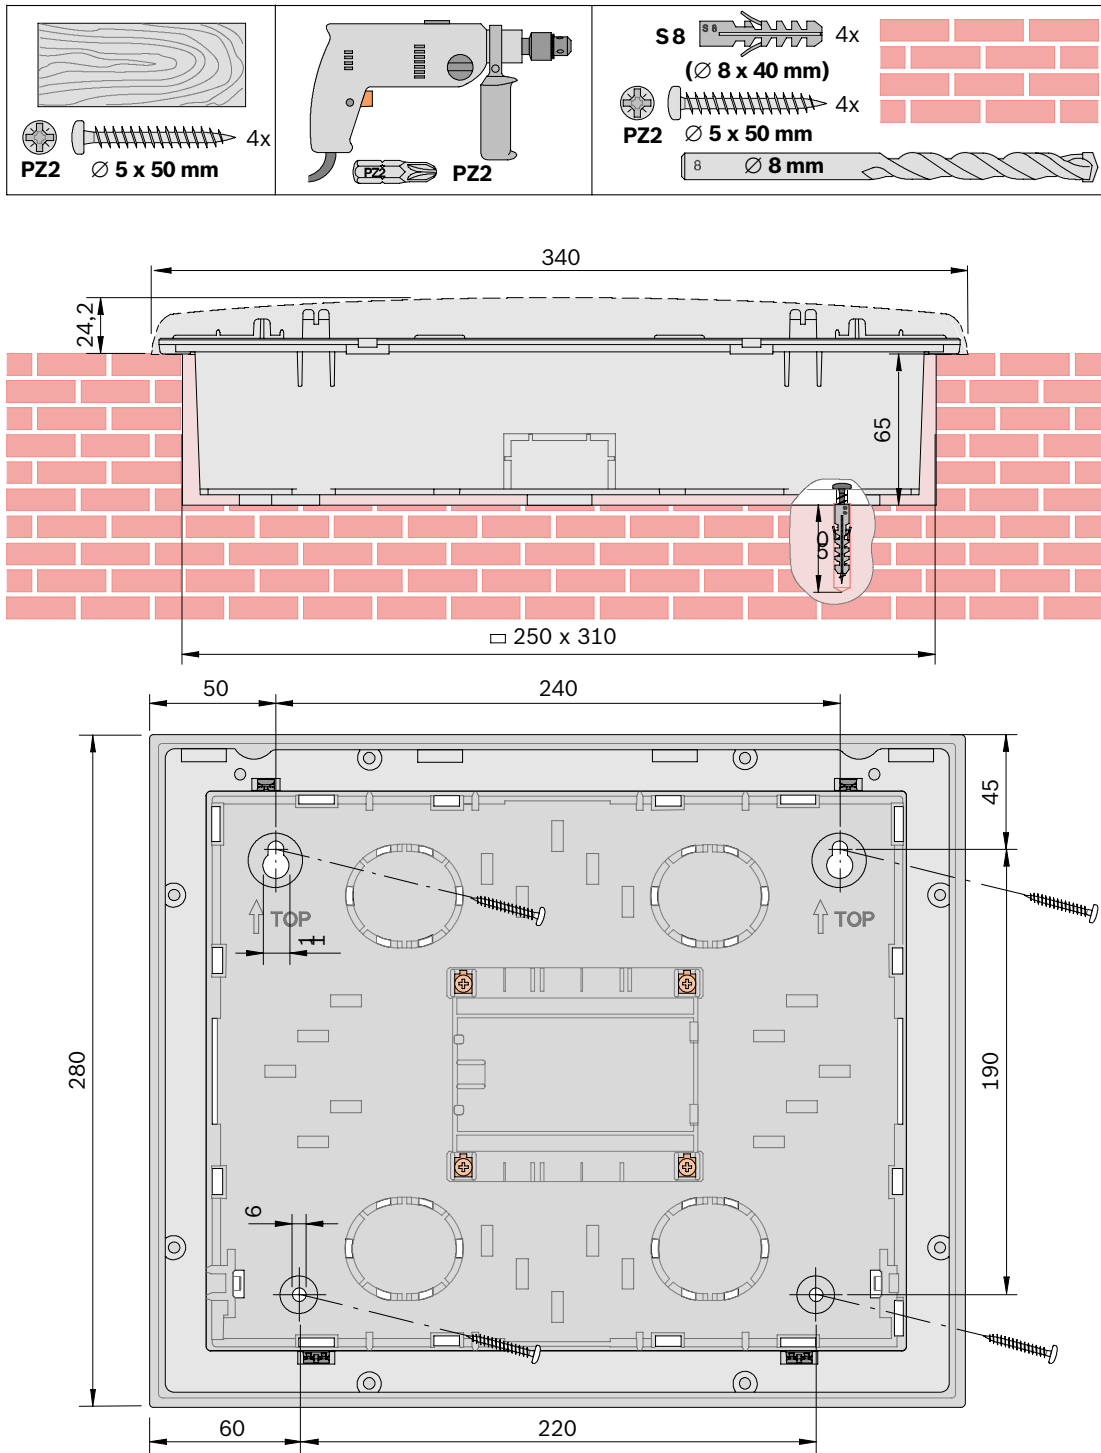 4x
PZ2 Ø 5 x 50 mm
PZ2 PZ2
S 8 S 8 4x
(Ø 8 x 40 mm)
4x
PZ2 Ø 5 x 50 mm
8 Ø 8 mm
340
24,2
65
□ 250 x 310
50 240
45
TOP TOP
11
280
190
6
60 220